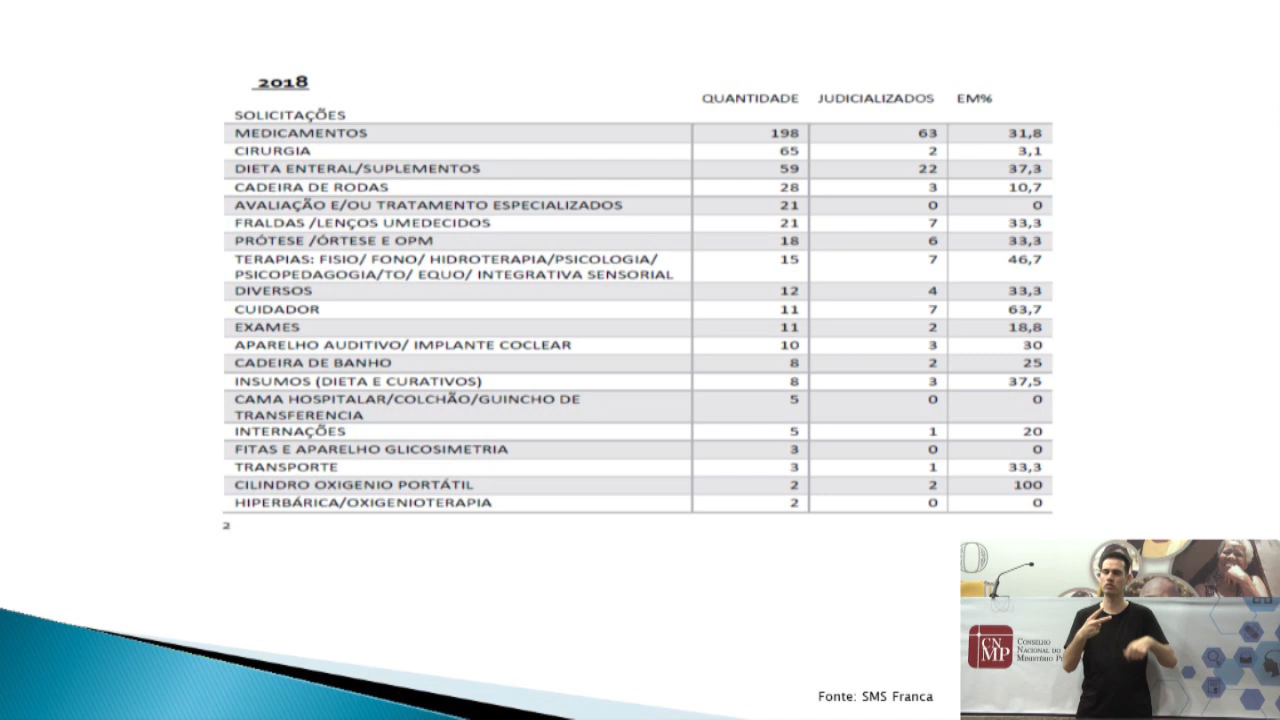 2018
QUANTIDADE JUDICIALIZADOS EM%
SOLICITAÇÕES
MEDICAMENTOS 198 63 31,8
CIRURGIA 65 2 3,1
DIETA ENTERAL/SUPLEMENTOS 59 22 37,3
CADEIRA DE RODAS 28 3 10,7
AVALIAÇÃO E/OU TRATAMENTO ESPECIALIZADOS 21 0 0
FRALDAS /LENÇOS UMEDECIDOS 21 7 33,3
PRÓTESE /ÓRTESE E OPM 18 6 33,3
TERAPIAS: FISIO/ FONO/ HIDROTERAPIA/PSICOLOGIA/ 15 7 46,7
PSICOPEDAGOGIA/TO/ EQUO/ INTEGRATIVA SENSORIAL
DIVERSOS 12 4 33,3
CUIDADOR 11 7 63,7
EXAMES 11 2 18,8
APARELHO AUDITIVO/ IMPLANTE COCLEAR 10 3 30
CADEIRA DE BANHO 8 2 25
INSUMOS (DIETA E CURATIVOS) 8 3 37,5
CAMA HOSPITALAR/COLCHÃO/GUINCHO DE 5 0 0
TRANSFERENCIA
INTERNAÇÕES 5 1 20
FITAS E APARELHO GLICOSIMETRIA 3 0 0
TRANSPORTE 3 1 33,3
CILINDRO OXIGENIO PORTÁTIL 2 2 100
HIPERBÁRICA/OXIGENIOTERAPIA 2 0 0
2
Fonte: SMS Franca
CN
MP
CONSELHO
NACIONAL DO
MINISTÉRIO